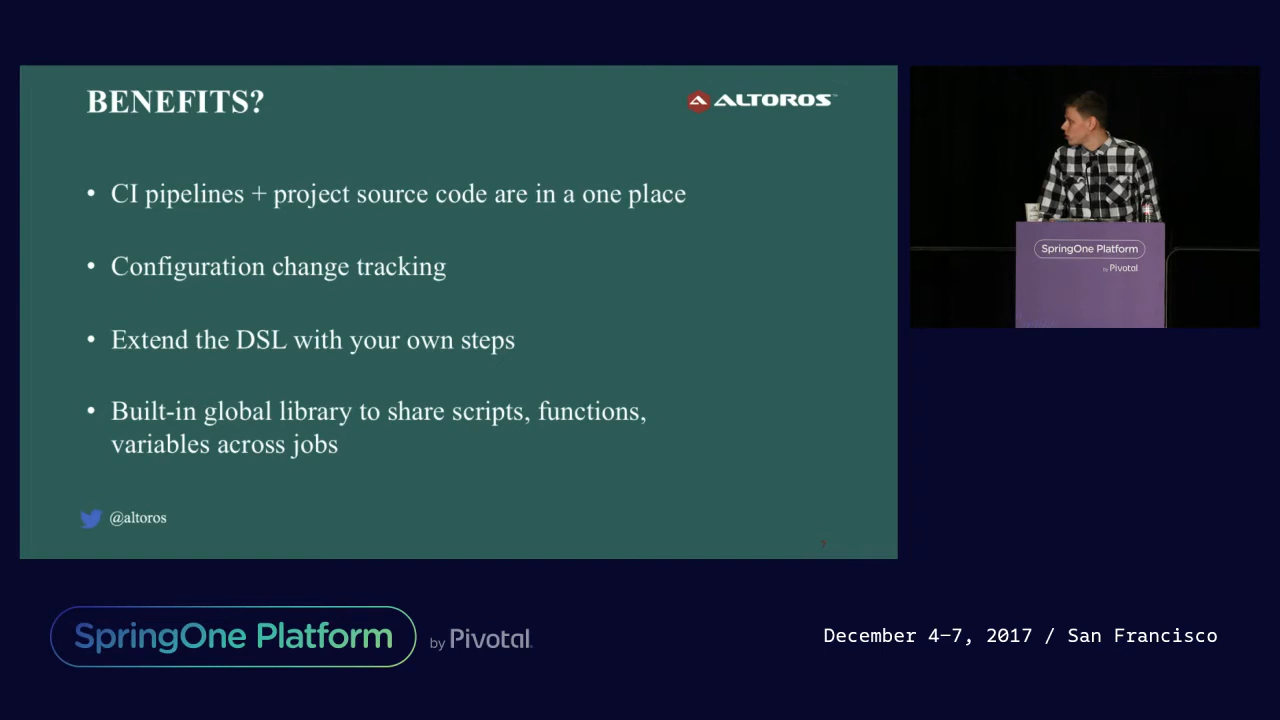 BENEFITS?
ALTOROS
• CI pipelines + project source code are in a one place
• Configuration change tracking
• Extend the DSL with your own steps
• Built-in global library to share scripts, functions,
variables across jobs
@altoros
SpringOne Platform
by Pivotal
SpringOne Platform
by Pivotal
December 4–7, 2017 / San Francisco